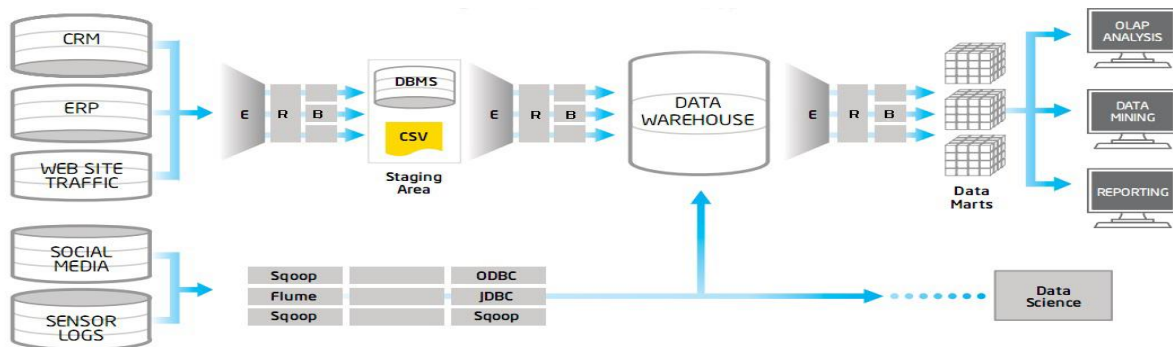 CRM
ERP
WEB SITE
TRAFFIC
E
R
B
DBMS
CSV
Staging
Area
E
R
B
DATA
WAREHOUSE
E
R
B
Data
Marts
OLAP
ANALYSIS
DATA
MINING
REPORTING
SOCIAL
MEDIA
SENSOR
LOGS
Sqoop
ODBC
Flume
JDBC
Sqoop
Sqoop
Data
Science